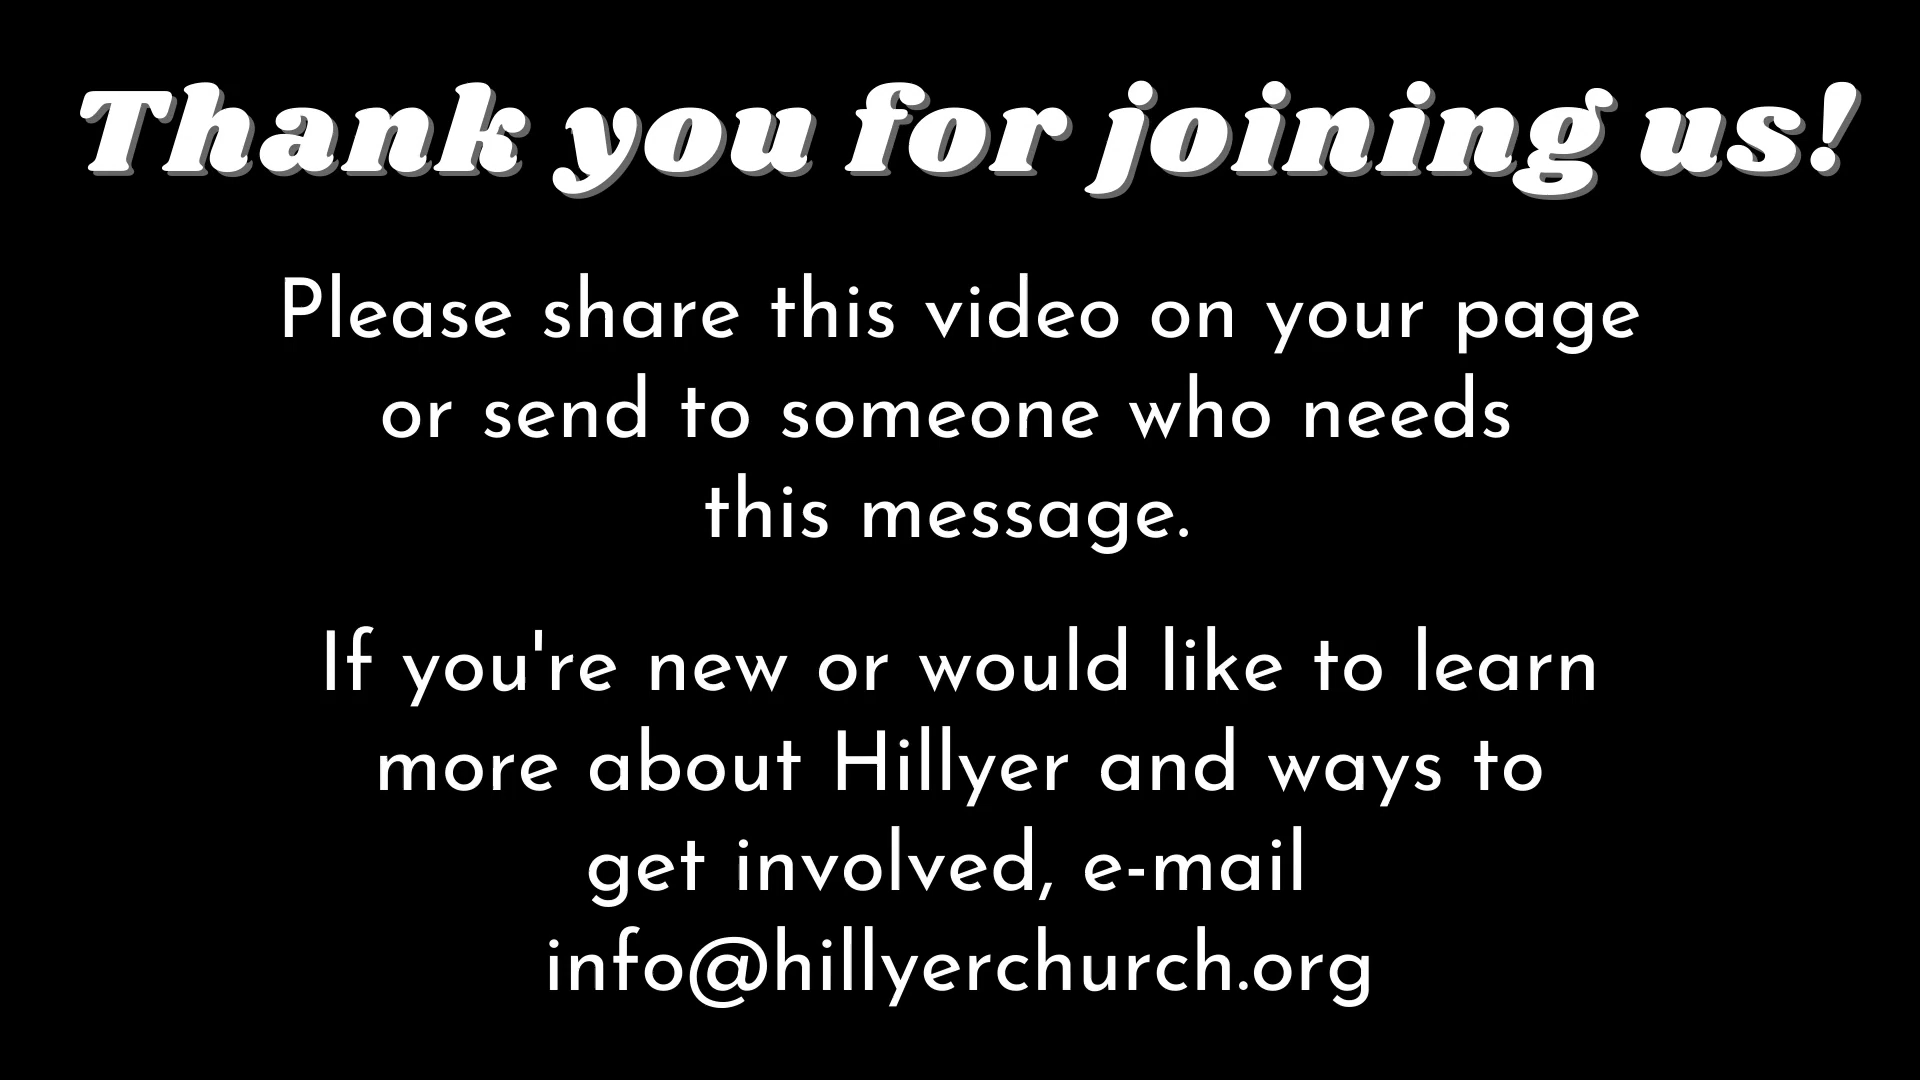 Thank you for joining us!
Please share this video on your page
or send to someone who needs
this message.
If you're new or would like to learn
more about Hillyer and ways to
get involved, e-mail
info@hillyerchurch.org